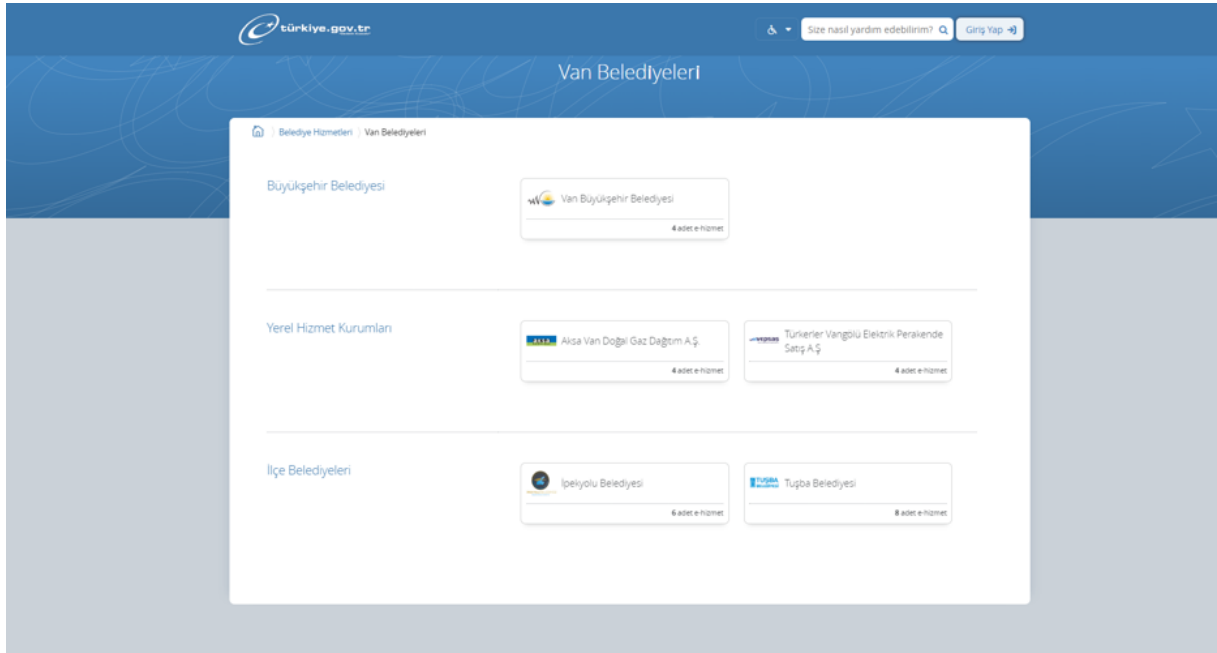 türkiye.gov.tr
Size nasıl yardım edebilirim?
Giriş Yap
Van Belediyeleri
Belediye Hizmetleri
Van Belediyeleri
Büyükşehir Belediyesi
Van Büyükşehir Belediyesi
4 adet e-hizmet
Yerel Hizmet Kurumları
AKSA
Aksa Van Doğal Gaz Dağıtım A.Ş.
4 adet e-hizmet
Türkerler Vangölü Elektrik Perakende
Satış A.Ş
4 adet e-hizmet
İlçe Belediyeleri
İpekyolu Belediyesi
6 adet e-hizmet
TUŞBA
Tuşba Belediyesi
8 adet e-hizmet